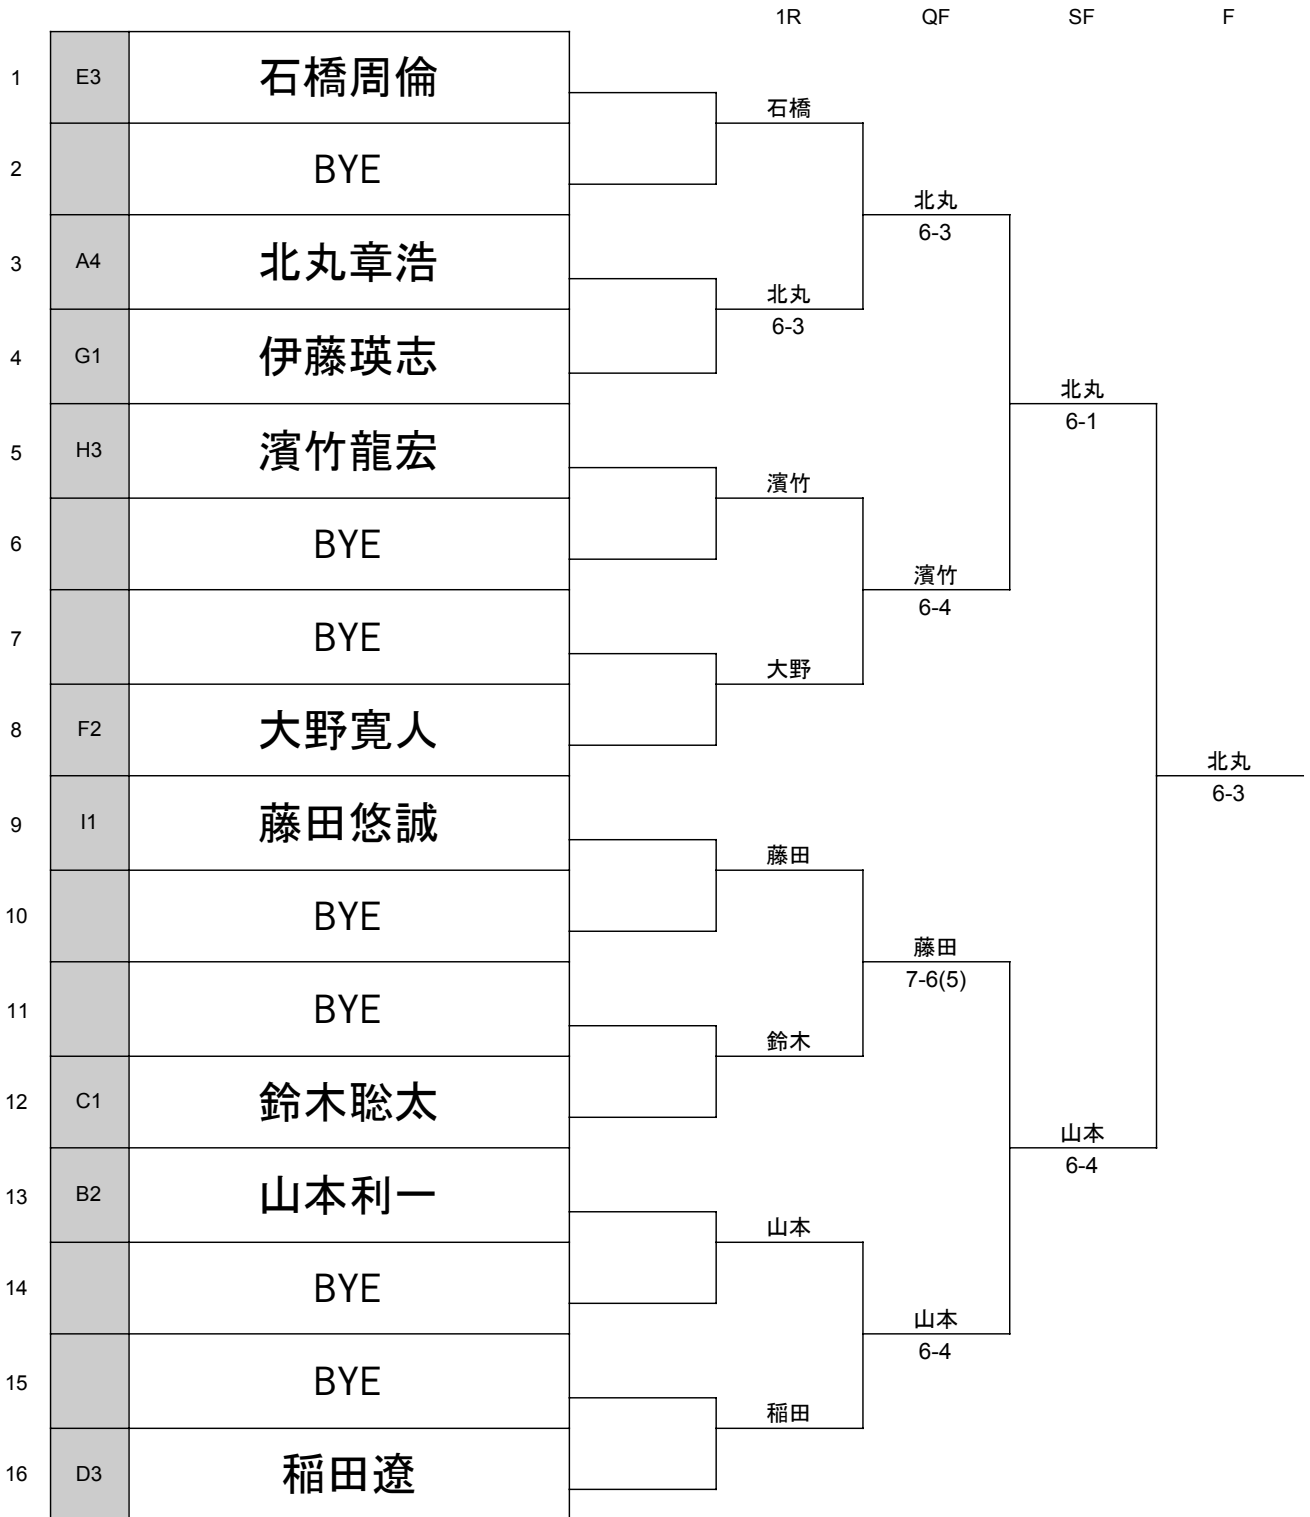 1R QF SF F
1 E3 石橋周倫
石橋
2 BYE
北丸
6-3
3 A4 北丸章浩
北丸
6-3
4 G1 伊藤瑛志
北丸
6-1
5 H3 濱竹龍宏
濱竹
6 BYE
濱竹
6-4
7 BYE
大野
8 F2 大野寛人
北丸
6-3
9 I1 藤田悠誠
藤田
10 BYE
藤田
7-6(5)
11 BYE
鈴木
12 C1 鈴木聡太
山本
6-4
13 B2 山本利一
山本
14 BYE
山本
6-4
15 BYE
稲田
16 D3 稲田遼